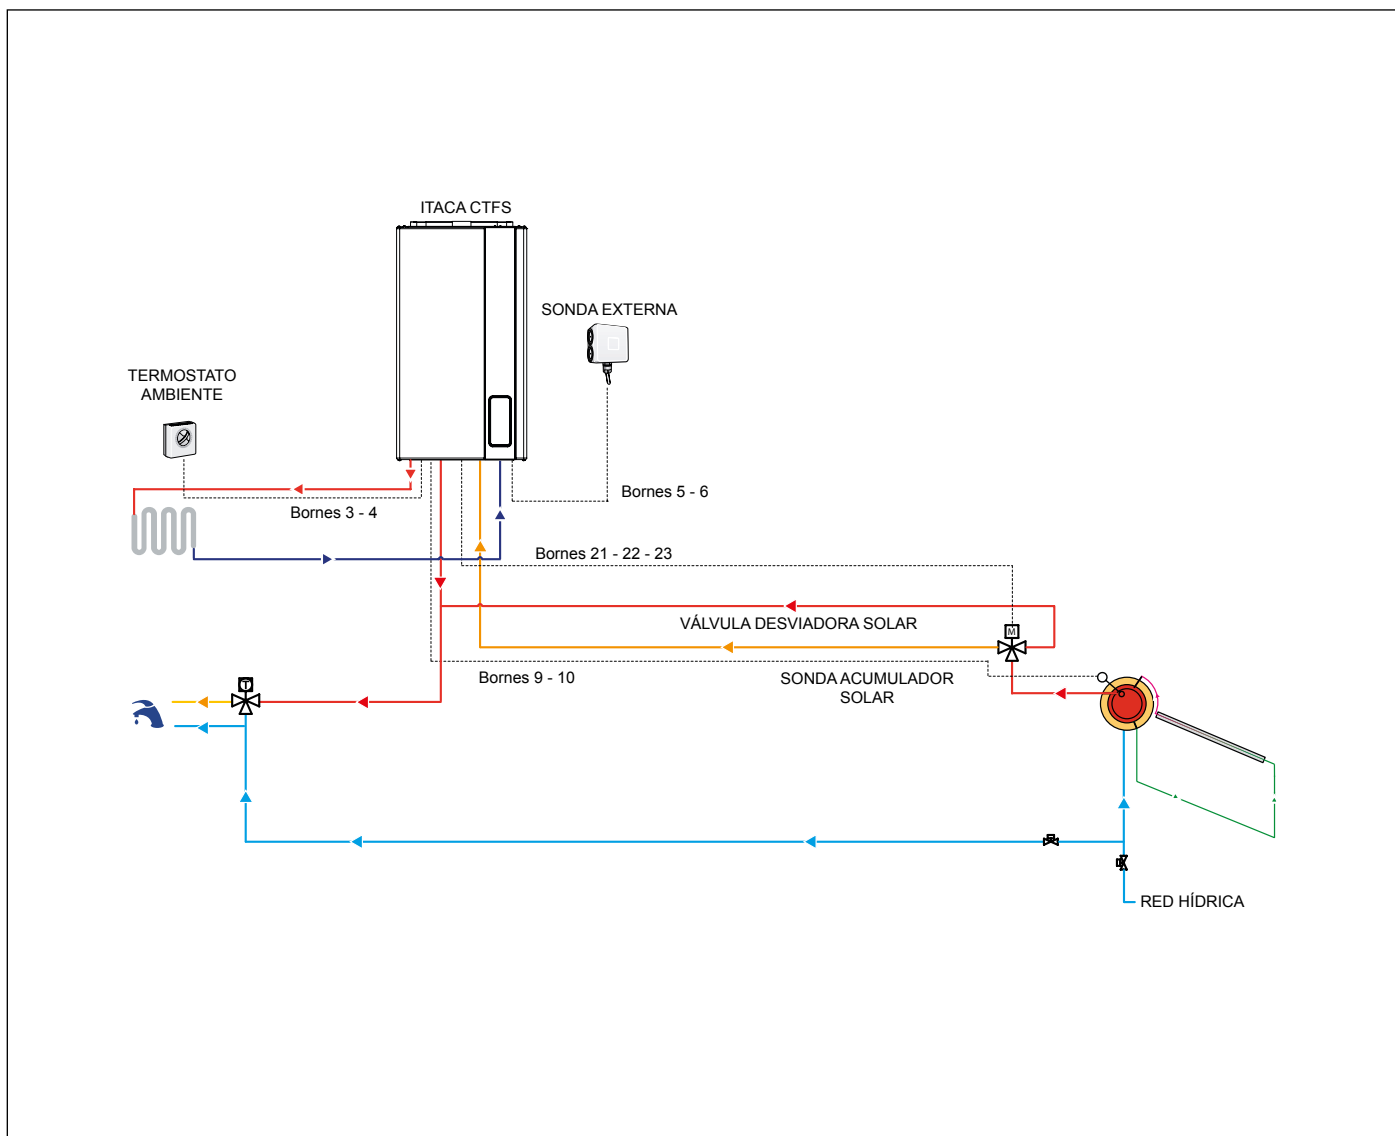 ITACA CTFS
SONDA EXTERNA
TERMOSTATO
AMBIENTE
Bornes 5 - 6
Bornes 3 - 4
Bornes 21 - 22 - 23
VÁLVULA DESVIADORA SOLAR
M
Bornes 9 - 10
SONDA ACUMULADOR
SOLAR
T
RED HÍDRICA